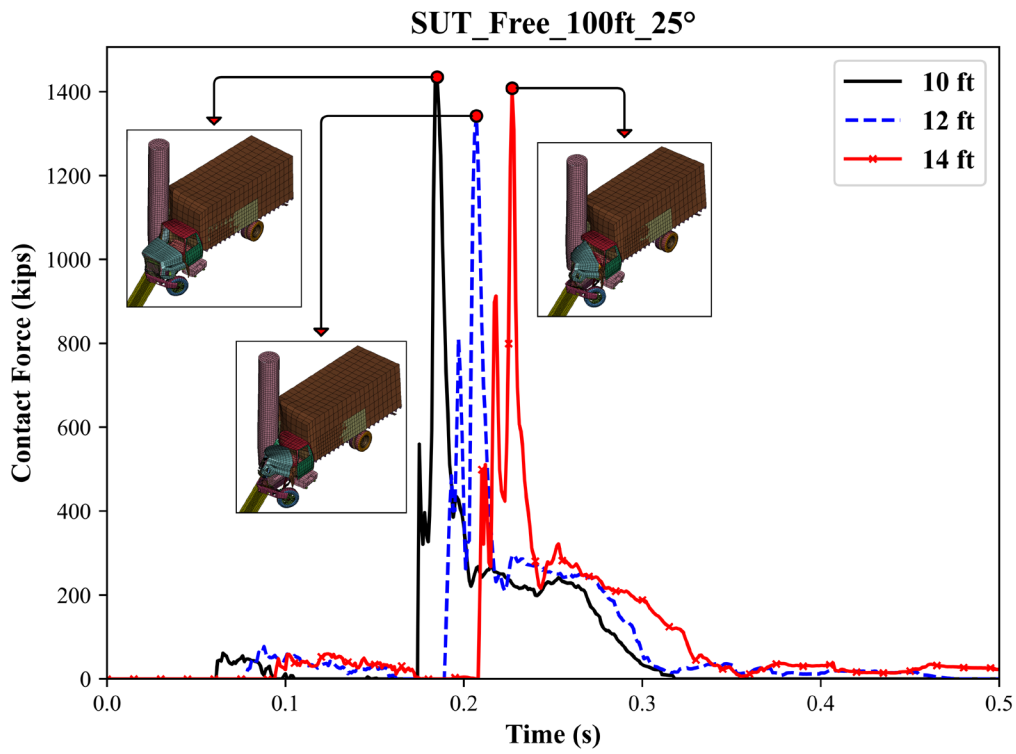 SUT_Free_100ft_25°
Contact Force (kips)
1400
1200
1000
800
600
400
200
0
10 ft
12 ft
14 ft
0.0 0.1 0.2 0.3 0.4 0.5
Time (s)